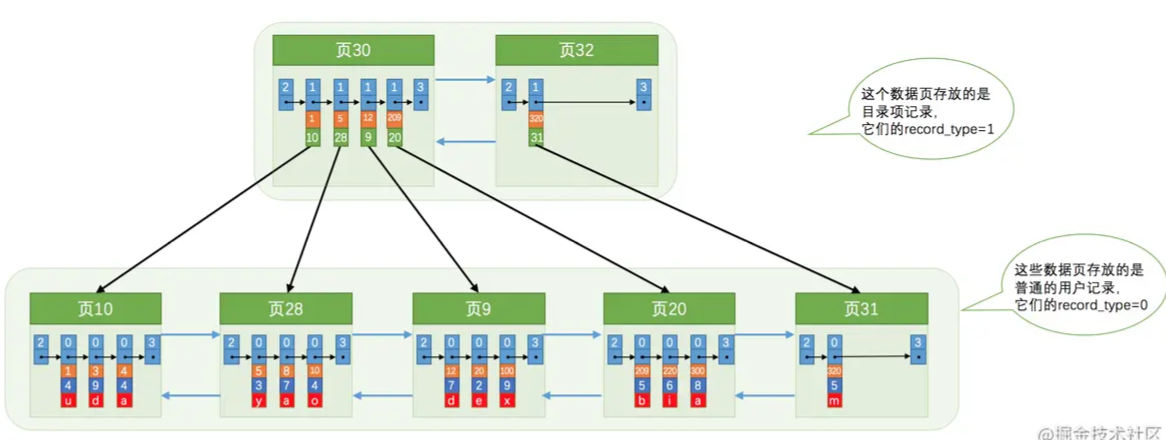 页30 页32
2 1 1 1 1 3 2 1 3
1 5 12 209 320
10 28 9 20 31
这个数据页存放的是
目录项记录,
它们的record_type=1
这些数据页存放的是
普通的用户记录,
它们的record_type=0
页10 页28 页9 页20 页31
2 0 0 0 3 2 0 0 0 3 2 0 0 0 3 2 0 0 0 3 2 0 3
1 3 4 5 8 10 12 20 100 209 220 300 320
4 9 4 3 7 4 7 2 9 5 6 8 5
u d a y a o d e x b i a m
@掘金技术社区